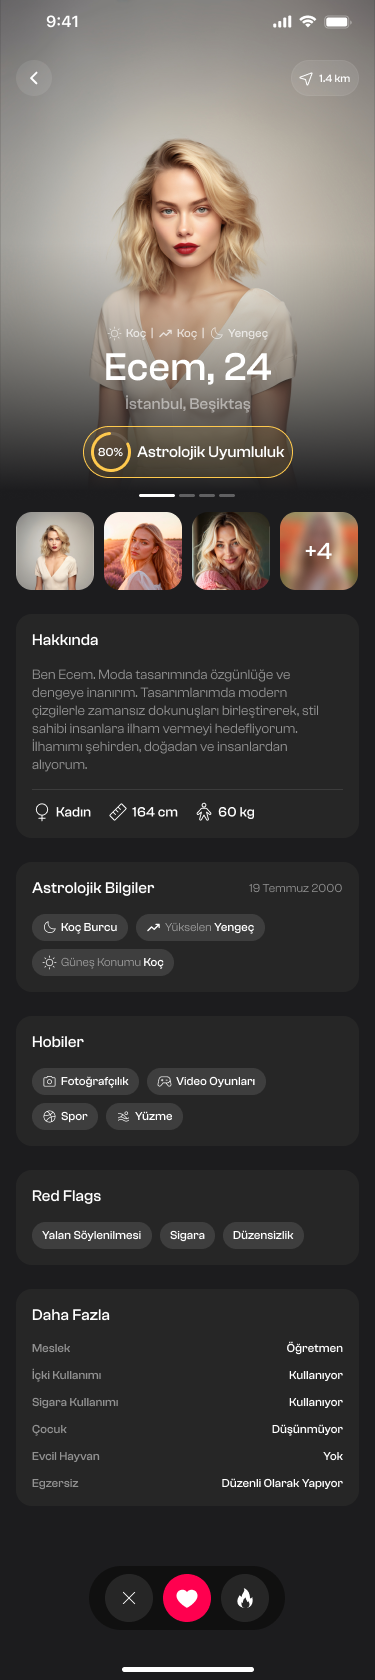 9:41
1.4 km
Koç | Koç | Yengeç
Ecem, 24
İstanbul, Beşiktaş
80% Astrolojik Uyumluluk
+4
Hakkında
Ben Ecem. Moda tasarımında özgünlüğe ve
dengeye inanırım. Tasarımlarımda modern
çizgilerle zamansız dokunuşları birleştirerek, stil
sahibi insanlara ilham vermeyi hedefliyorum.
İlhamımı şehirden, doğadan ve insanlardan
alıyorum.
Kadın 164 cm 60 kg
Astrolojik Bilgiler 19 Temmuz 2000
Koç Burcu Yükselen Yengeç
Güneş Konumu Koç
Hobiler
Fotoğrafçılık Video Oyunları
Spor Yüzme
Red Flags
Yalan Söylenilmesi Sigara Düzensizlik
Daha Fazla
Meslek Öğretmen
İçki Kullanımı Kullanıyor
Sigara Kullanımı Kullanıyor
Çocuk Düşünmüyor
Evcil Hayvan Yok
Egzersiz Düzenli Olarak Yapıyor